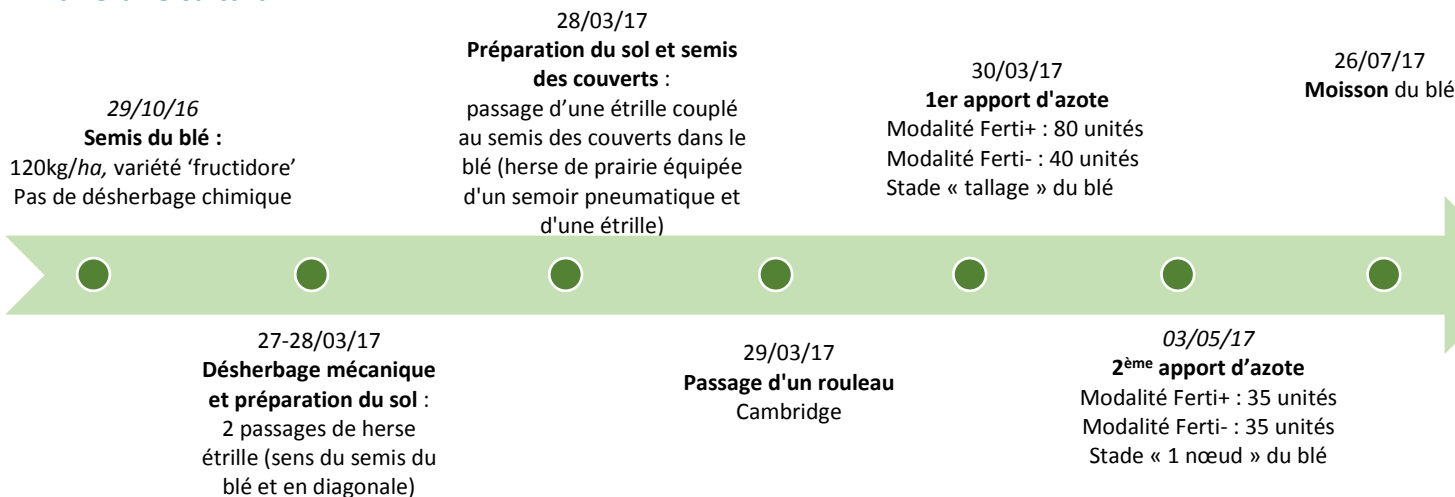 29/10/16
Semis du blé :
120kg/ha, variété ‘fructidore’
Pas de désherbage chimique
27-28/03/17
Désherbage mécanique
et préparation du sol :
2 passages de herse
étrille (sens du semis du
blé et en diagonale)
28/03/17
Préparation du sol et semis
des couverts :
passage d’une étrille couplé
au semis des couverts dans le
blé (herse de prairie équipée
d'un semoir pneumatique et
d'une étrille)
29/03/17
Passage d'un rouleau
Cambridge
30/03/17
1er apport d'azote
Modalité Ferti+ : 80 unités
Modalité Ferti- : 40 unités
Stade « tallage » du blé
03/05/17
2ème apport d’azote
Modalité Ferti+ : 35 unités
Modalité Ferti- : 35 unités
Stade « 1 nœud » du blé
26/07/17
Moisson du blé